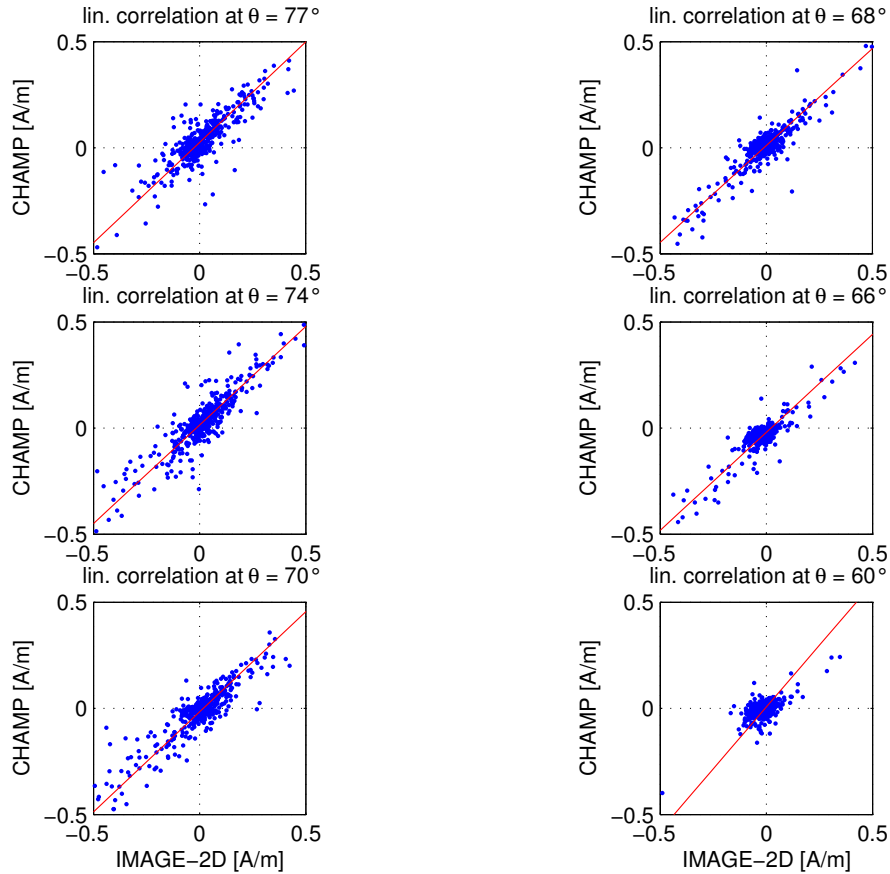 lin. correlation at θ = 77°
0.5
CHAMP [A/m]
0
−0.5
−0.5
0
0.5
lin. correlation at θ = 68°
0.5
CHAMP [A/m]
0
−0.5
−0.5
0
0.5
lin. correlation at θ = 74°
0.5
CHAMP [A/m]
0
−0.5
−0.5
0
0.5
lin. correlation at θ = 66°
0.5
CHAMP [A/m]
0
−0.5
−0.5
0
0.5
lin. correlation at θ = 70°
0.5
CHAMP [A/m]
0
−0.5
−0.5
0
0.5
IMAGE−2D [A/m]
lin. correlation at θ = 60°
0.5
CHAMP [A/m]
0
−0.5
−0.5
0
0.5
IMAGE−2D [A/m]